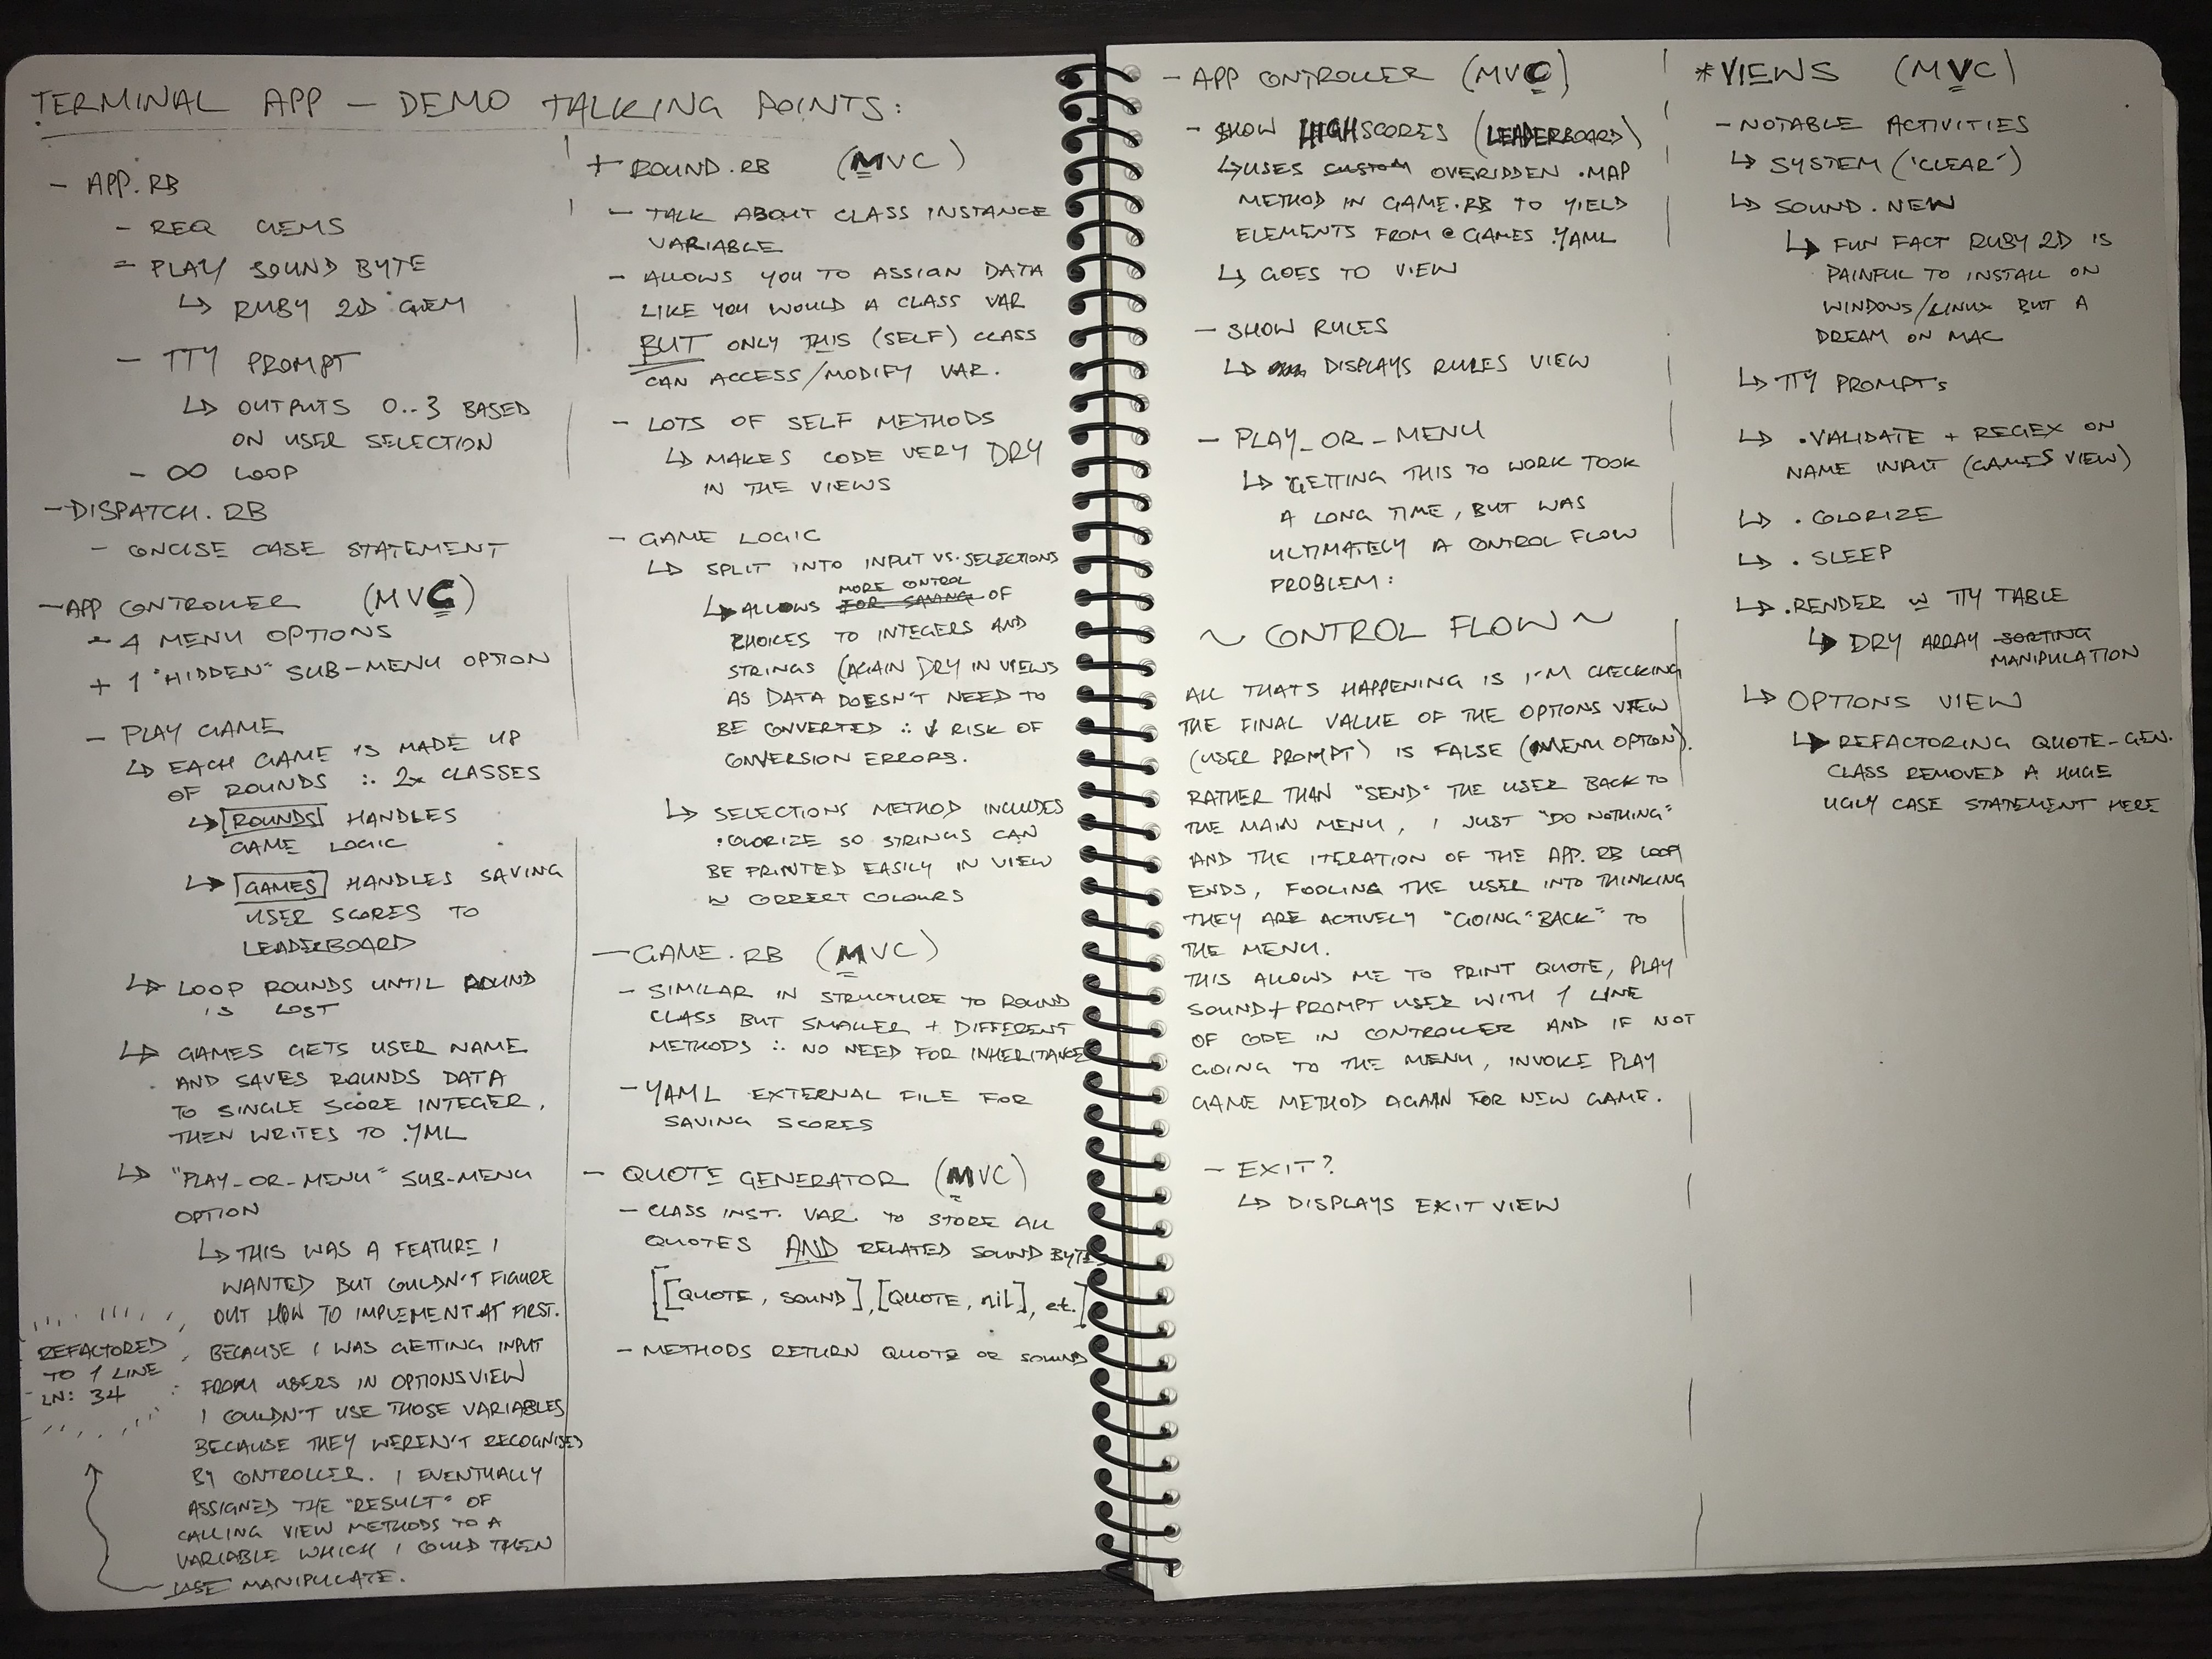 TERMINAL APP — DEMO TALKING POINTS:
- APP.RB
- REQ GEMS
- PLAY SOUND BYTE
↳ RUBY 2D GEM
- TTY PROMPT
↳ OUTPUTS 0..3 BASED
ON USER SELECTION
- ∞ LOOP
- DISPATCH.RB
- CONCISE CASE STATEMENT
- APP CONTROLLER (MVC)
- 4 MENU OPTIONS
+ 1 "HIDDEN" SUB-MENU OPTION
- PLAY GAME
↳ EACH GAME IS MADE UP
OF ROUNDS ∴ 2x CLASSES
↳ [ROUNDS] HANDLES
GAME LOGIC
↳ [GAMES] HANDLES SAVING
USER SCORES TO
LEADERBOARD
↳ LOOP ROUNDS UNTIL ROUND
IS LOST
↳ GAMES GETS USER NAME
AND SAVES ROUNDS DATA
TO SINGLE SCORE INTEGER,
THEN WRITES TO .YML
↳ "PLAY-OR-MENU" SUB-MENU
OPTION
↳ THIS WAS A FEATURE I
WANTED BUT COULDN'T FIGURE
OUT HOW TO IMPLEMENT AT FIRST.
BECAUSE I WAS GETTING INPUT
FROM USERS IN OPTIONSVIEW
I COULDN'T USE THOSE VARIABLES
BECAUSE THEY WEREN'T RECOGNISED
BY CONTROLLER. I EVENTUALLY
ASSIGNED THE "RESULT" OF
CALLING VIEW METHODS TO A
VARIABLE WHICH I COULD THEN
USE MANIPULATE.
REFACTORED
TO 1 LINE
LN: 34
+ ROUND.RB (MVC)
- TALK ABOUT CLASS INSTANCE
VARIABLE
- ALLOWS YOU TO ASSIGN DATA
LIKE YOU WOULD A CLASS VAR
BUT ONLY THIS (SELF) CLASS
CAN ACCESS/MODIFY VAR.
- LOTS OF SELF METHODS
↳ MAKES CODE VERY DRY
IN THE VIEWS
- GAME LOGIC
↳ SPLIT INTO INPUT VS. SELECTIONS
MORE CONTROL
↳ ALLOWS FOR SAVING OF
CHOICES TO INTEGERS AND
STRINGS (AGAIN DRY IN VIEWS
AS DATA DOESN'T NEED TO
BE CONVERTED ∴ ↓ RISK OF
CONVERSION ERRORS.
↳ SELECTIONS METHOD INCLUDES
.COLORIZE SO STRINGS CAN
BE PRINTED EASILY IN VIEW
W CORRECT COLOURS
- GAME.RB (MVC)
- SIMILAR IN STRUCTURE TO ROUND
CLASS BUT SMALLER + DIFFERENT
METHODS ∴ NO NEED FOR INHERITANCE
- YAML EXTERNAL FILE FOR
SAVING SCORES
- QUOTE GENERATOR (MVC)
- CLASS INST. VAR. TO STORE ALL
QUOTES AND RELATED SOUND BYTES
[[QUOTE, SOUND], [QUOTE, nil], et.]
- METHODS RETURN QUOTE OR SOUND
- APP CONTROLLER (MVC)
- SHOW HIGHSCORES (LEADERBOARD)
↳ USES CUSTOM OVERIDDEN .MAP
METHOD IN GAME.RB TO YIELD
ELEMENTS FROM @GAMES .YAML
↳ GOES TO VIEW
- SHOW RULES
↳ DISPLAYS RULES VIEW
- PLAY_OR_MENU
↳ GETTING THIS TO WORK TOOK
A LONG TIME, BUT WAS
ULTIMATELY A CONTROL FLOW
PROBLEM:
~ CONTROL FLOW ~
ALL THATS HAPPENING IS I'M CHECKING
THE FINAL VALUE OF THE OPTIONS VIEW
(USER PROMPT) IS FALSE (MENU OPTION).
RATHER THAN "SEND" THE USER BACK TO
THE MAIN MENU, I JUST "DO NOTHING"
AND THE ITERATION OF THE APP.RB LOOP
ENDS, FOOLING THE USER INTO THINKING
THEY ARE ACTIVELY "GOING BACK" TO
THE MENU.
THIS ALLOWS ME TO PRINT QUOTE, PLAY
SOUND + PROMPT USER WITH 1 LINE
OF CODE IN CONTROLLER AND IF NOT
GOING TO THE MENU, INVOKE PLAY
GAME METHOD AGAIN FOR NEW GAME.
- EXIT?
↳ DISPLAYS EXIT VIEW
*VIEWS (MVC)
- NOTABLE ACTIVITIES
↳ SYSTEM ('CLEAR')
↳ SOUND.NEW
↳ FUN FACT RUBY 2D IS
PAINFUL TO INSTALL ON
WINDOWS/LINUX BUT A
DREAM ON MAC
↳ TTY PROMPTS
↳ .VALIDATE + REGEX ON
NAME INPUT (GAMES VIEW)
↳ .COLORIZE
↳ .SLEEP
↳ .RENDER W TTY TABLE
↳ DRY ARRAY SORTING
MANIPULATION
↳ OPTIONS VIEW
↳ REFACTORING QUOTE-GEN.
CLASS REMOVED A HUGE
UGLY CASE STATEMENT HERE